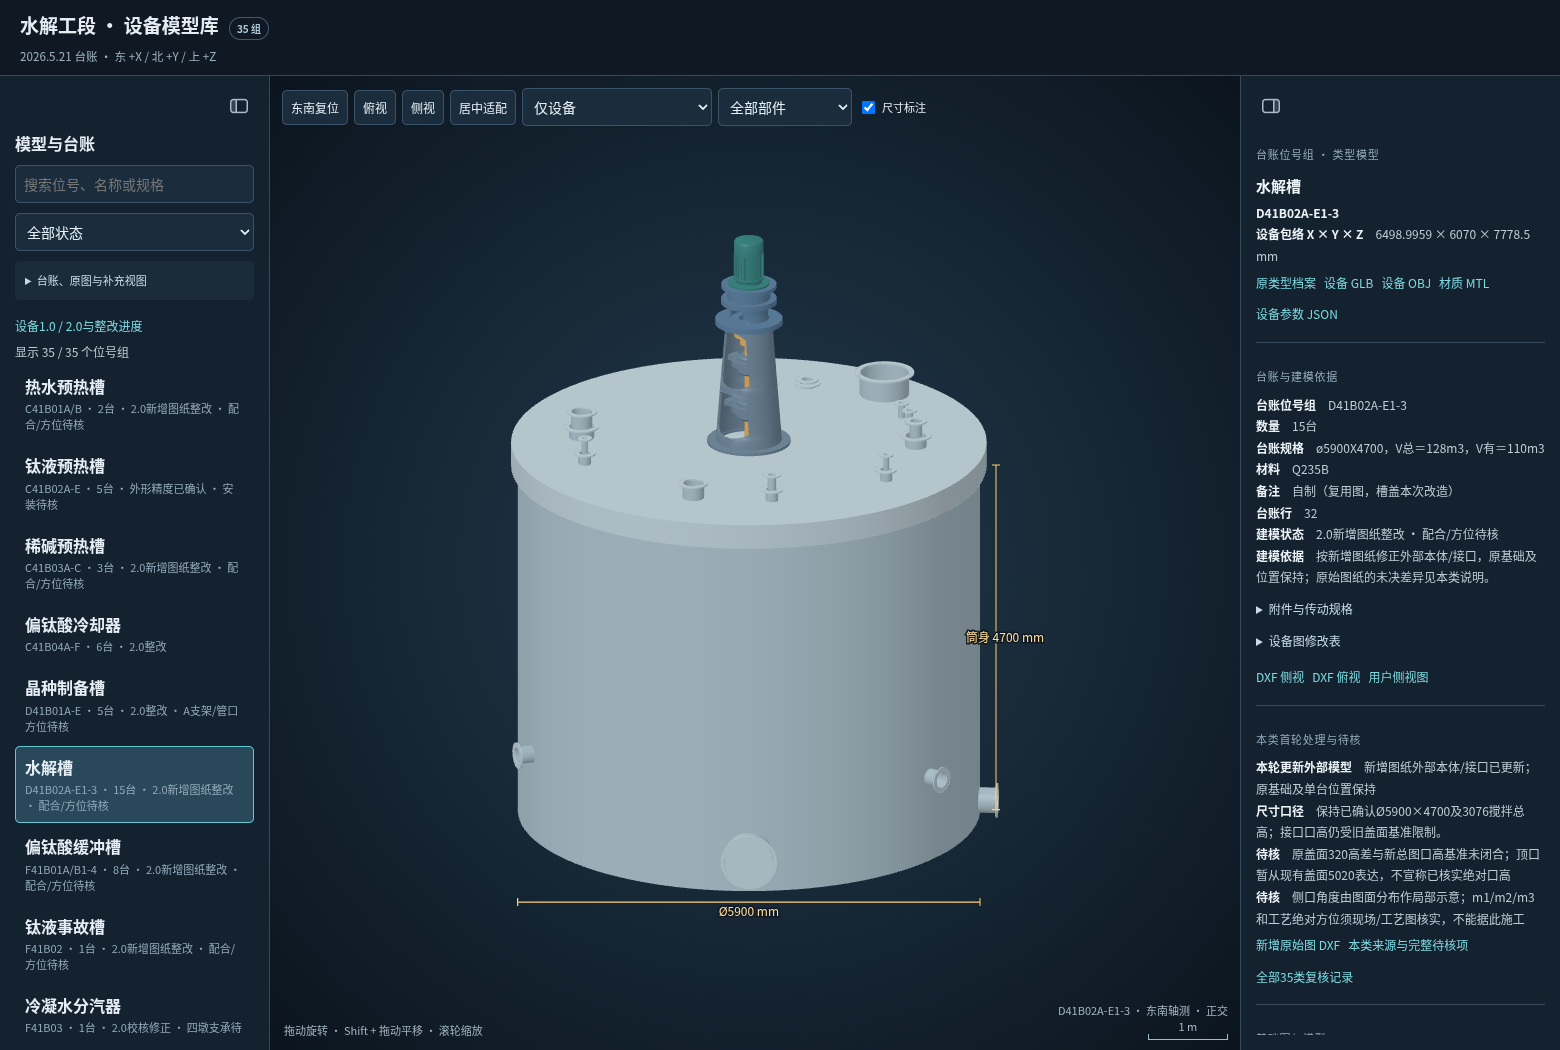 水解工段 · 设备模型库 35 组
2026.5.21 台账 · 东 +X / 北 +Y / 上 +Z
模型与台账
搜索位号、名称或规格
全部状态
▶ 台账、原图与补充视图
设备1.0 / 2.0与整改进度
显示 35 / 35 个位号组
热水预热槽
C41B01A/B · 2台 · 2.0新增图纸整改 · 配
合/方位待核
钛液预热槽
C41B02A-E · 5台 · 外形精度已确认 · 安
装待核
稀碱预热槽
C41B03A-C · 3台 · 2.0新增图纸整改 · 配
合/方位待核
偏钛酸冷却器
C41B04A-F · 6台 · 2.0整改
晶种制备槽
D41B01A-E · 5台 · 2.0整改 · A支架/管口
方位待核
水解槽
D41B02A-E1-3 · 15台 · 2.0新增图纸整改
· 配合/方位待核
偏钛酸缓冲槽
F41B01A/B1-4 · 8台 · 2.0新增图纸整改 ·
配合/方位待核
钛液事故槽
F41B02 · 1台 · 2.0新增图纸整改 · 配合/
方位待核
冷凝水分汽器
F41B03 · 1台 · 2.0校核修正 · 四墩支承待
东南复位 俯视 侧视 居中适配 仅设备 全部部件 尺寸标注
筒身 4700 mm
Ø5900 mm
拖动旋转 · Shift + 拖动平移 · 滚轮缩放
D41B02A-E1-3 · 东南轴测 · 正交
1 m
台账位号组 · 类型模型
水解槽
D41B02A-E1-3
设备包络 X × Y × Z 6498.9959 × 6070 × 7778.5
mm
原类型档案 设备 GLB 设备 OBJ 材质 MTL
设备参数 JSON
台账与建模依据
台账位号组 D41B02A-E1-3
数量 15台
台账规格 ø5900X4700，V总＝128m3，V有＝110m3
材料 Q235B
备注 自制（复用图，槽盖本次改造）
台账行 32
建模状态 2.0新增图纸整改 · 配合/方位待核
建模依据 按新增图纸修正外部本体/接口，原基础及
位置保持；原始图纸的未决差异见本类说明。
▶ 附件与传动规格
▶ 设备图修改表
DXF 侧视 DXF 俯视 用户侧视图
本类首轮处理与待核
本轮更新外部模型 新增图纸外部本体/接口已更新；
原基础及单台位置保持
尺寸口径 保持已确认Ø5900×4700及3076搅拌总
高；接口口高仍受旧盖面基准限制。
待核 原盖面320高差与新总图口高基准未闭合；顶口
暂从现有盖面5020表达，不宣称已核实绝对口高
待核 侧口角度由图面分布作局部示意；m1/m2/m3
和工艺绝对方位须现场/工艺图核实，不能据此施工
新增原始图 DXF 本类来源与完整待核项
全部35类复核记录